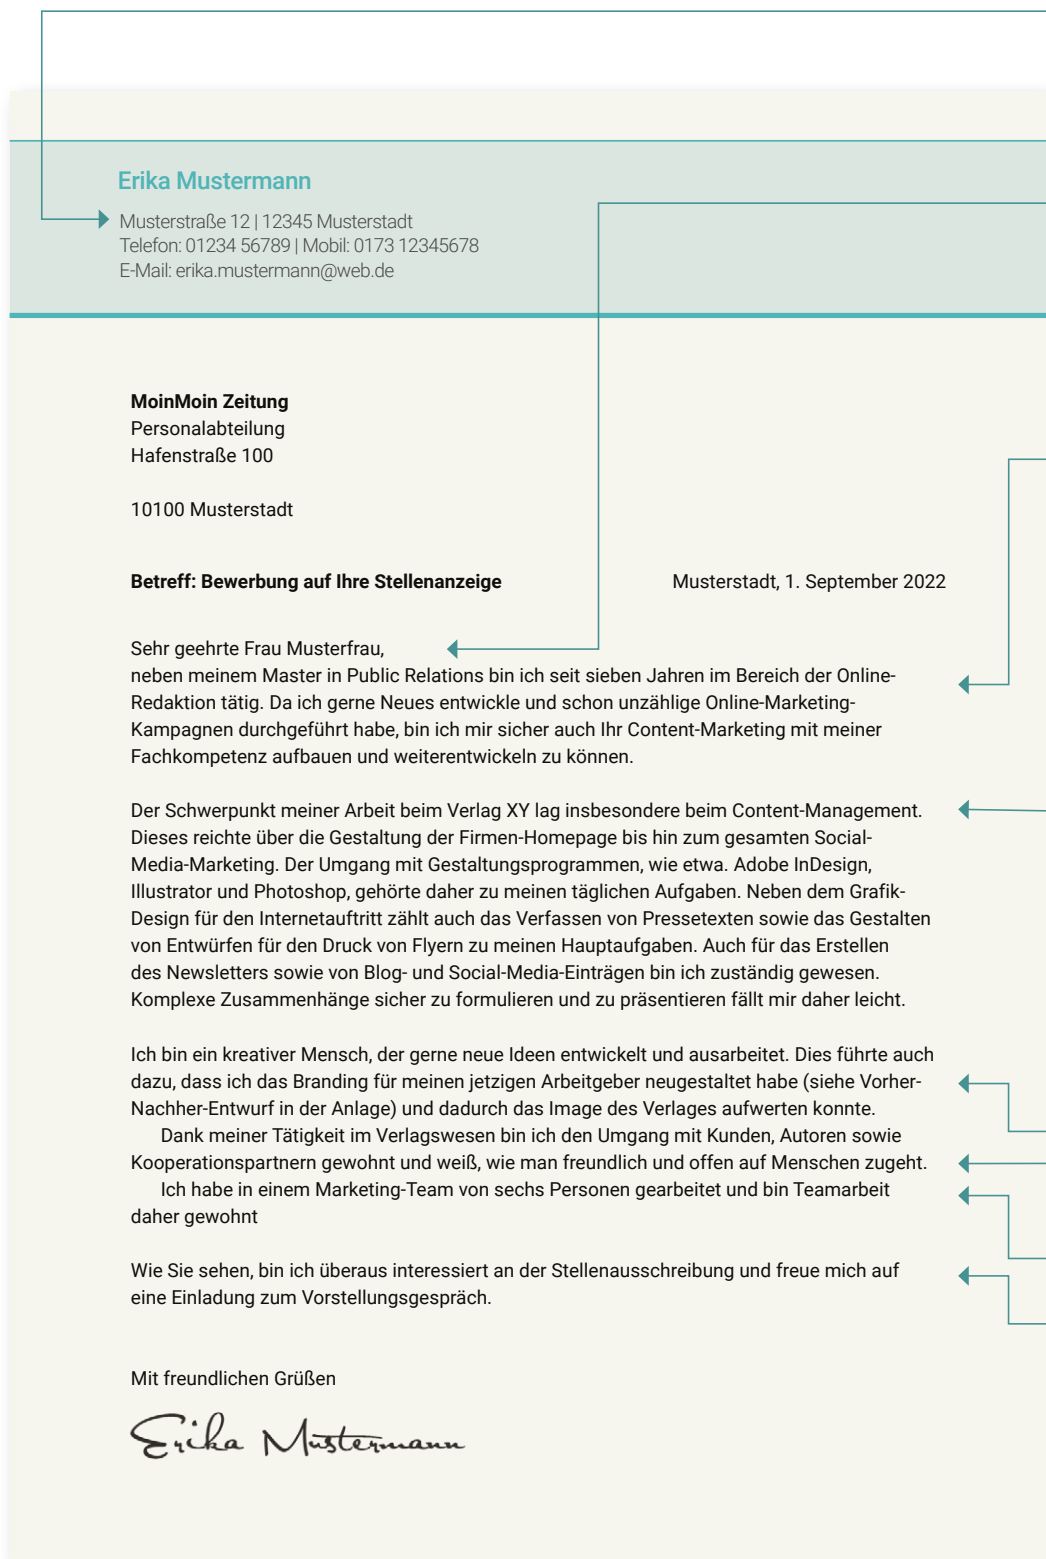 Erika Mustermann
Musterstraße 12 | 12345 Musterstadt
Telefon: 01234 56789 | Mobil: 0173 12345678
E-Mail: erika.mustermann@web.de
MoinMoin Zeitung
Personalabteilung
Hafenstraße 100
10100 Musterstadt
Betreff: Bewerbung auf Ihre Stellenanzeige Musterstadt, 1. September 2022
Sehr geehrte Frau Musterfrau,
neben meinem Master in Public Relations bin ich seit sieben Jahren im Bereich der Online-
Redaktion tätig. Da ich gerne Neues entwickle und schon unzählige Online-Marketing-
Kampagnen durchgeführt habe, bin ich mir sicher auch Ihr Content-Marketing mit meiner
Fachkompetenz aufbauen und weiterentwickeln zu können.
Der Schwerpunkt meiner Arbeit beim Verlag XY lag insbesondere beim Content-Management.
Dieses reichte über die Gestaltung der Firmen-Homepage bis hin zum gesamten Social-
Media-Marketing. Der Umgang mit Gestaltungsprogrammen, wie etwa. Adobe InDesign,
Illustrator und Photoshop, gehörte daher zu meinen täglichen Aufgaben. Neben dem Grafik-
Design für den Internetauftritt zählt auch das Verfassen von Pressetexten sowie das Gestalten
von Entwürfen für den Druck von Flyern zu meinen Hauptaufgaben. Auch für das Erstellen
des Newsletters sowie von Blog- und Social-Media-Einträgen bin ich zuständig gewesen.
Komplexe Zusammenhänge sicher zu formulieren und zu präsentieren fällt mir daher leicht.
Ich bin ein kreativer Mensch, der gerne neue Ideen entwickelt und ausarbeitet. Dies führte auch
dazu, dass ich das Branding für meinen jetzigen Arbeitgeber neugestaltet habe (siehe Vorher-
Nachher-Entwurf in der Anlage) und dadurch das Image des Verlages aufwerten konnte.
Dank meiner Tätigkeit im Verlagswesen bin ich den Umgang mit Kunden, Autoren sowie
Kooperationspartnern gewohnt und weiß, wie man freundlich und offen auf Menschen zugeht.
Ich habe in einem Marketing-Team von sechs Personen gearbeitet und bin Teamarbeit
daher gewohnt
Wie Sie sehen, bin ich überaus interessiert an der Stellenausschreibung und freue mich auf
eine Einladung zum Vorstellungsgespräch.
Mit freundlichen Grüßen
Erika Mustermann